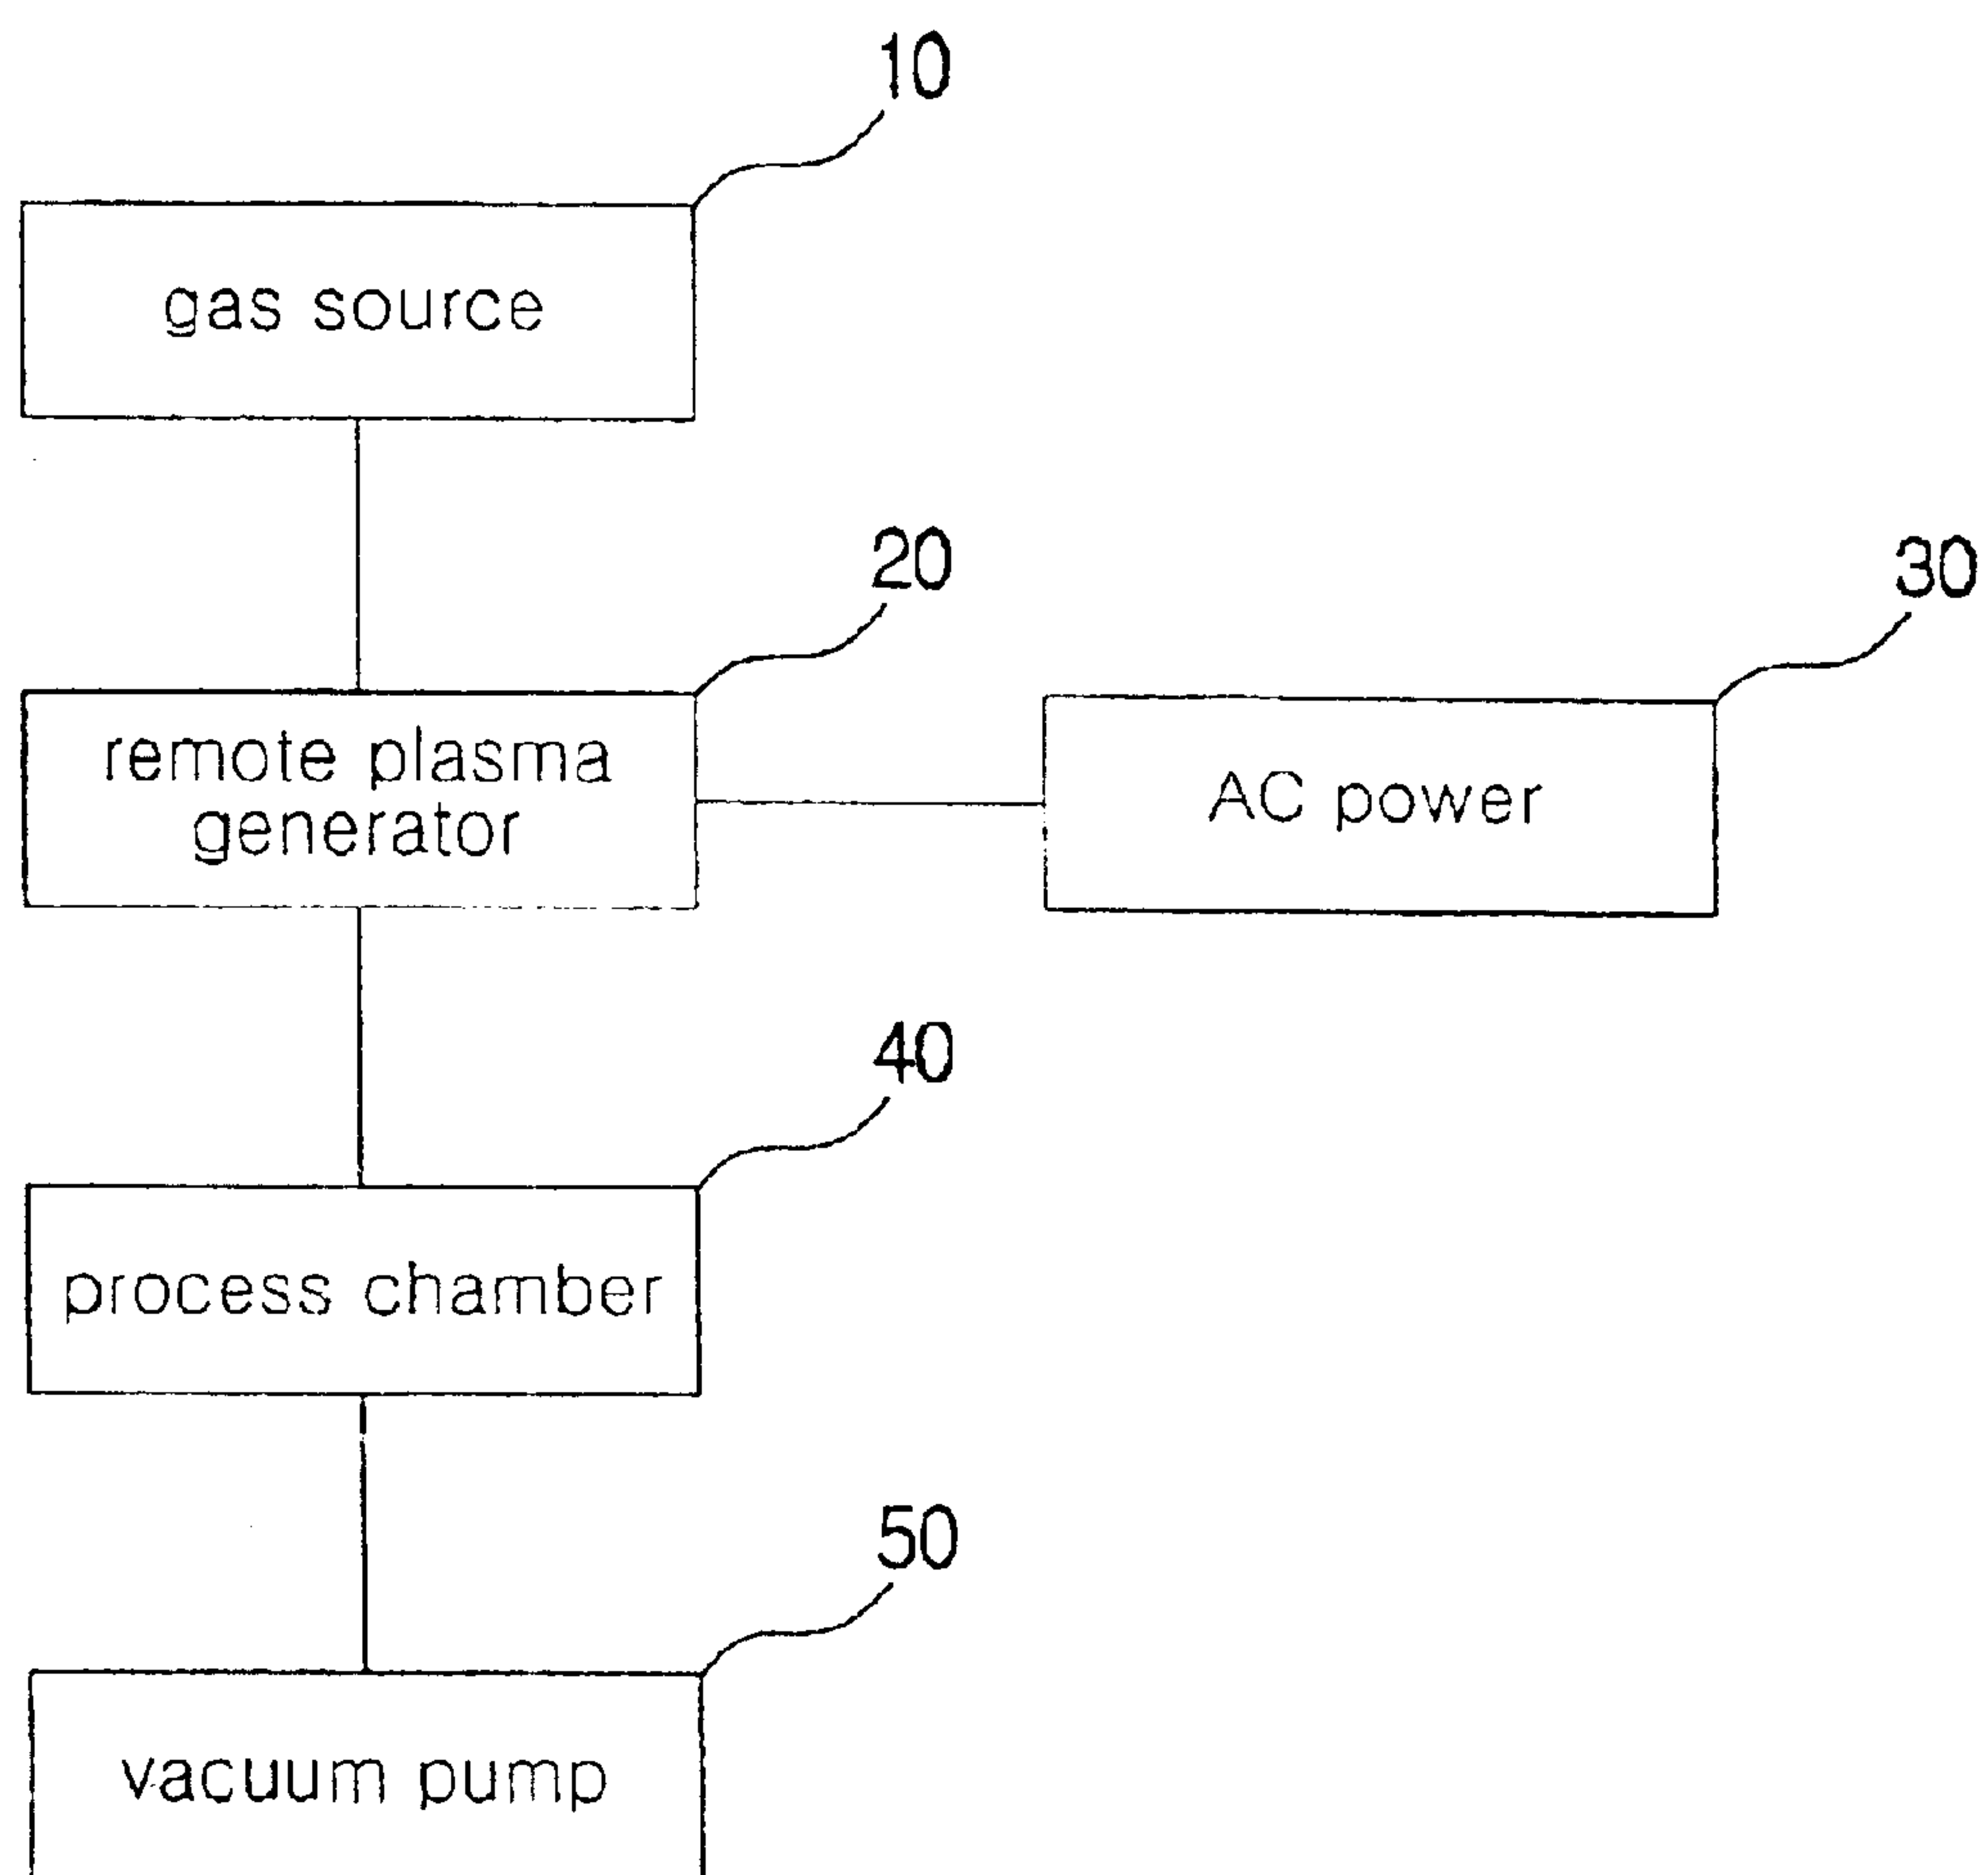 10
gas source
20
30
remote plasma
generator
AC power
40
process chamber
50
vacuum pump